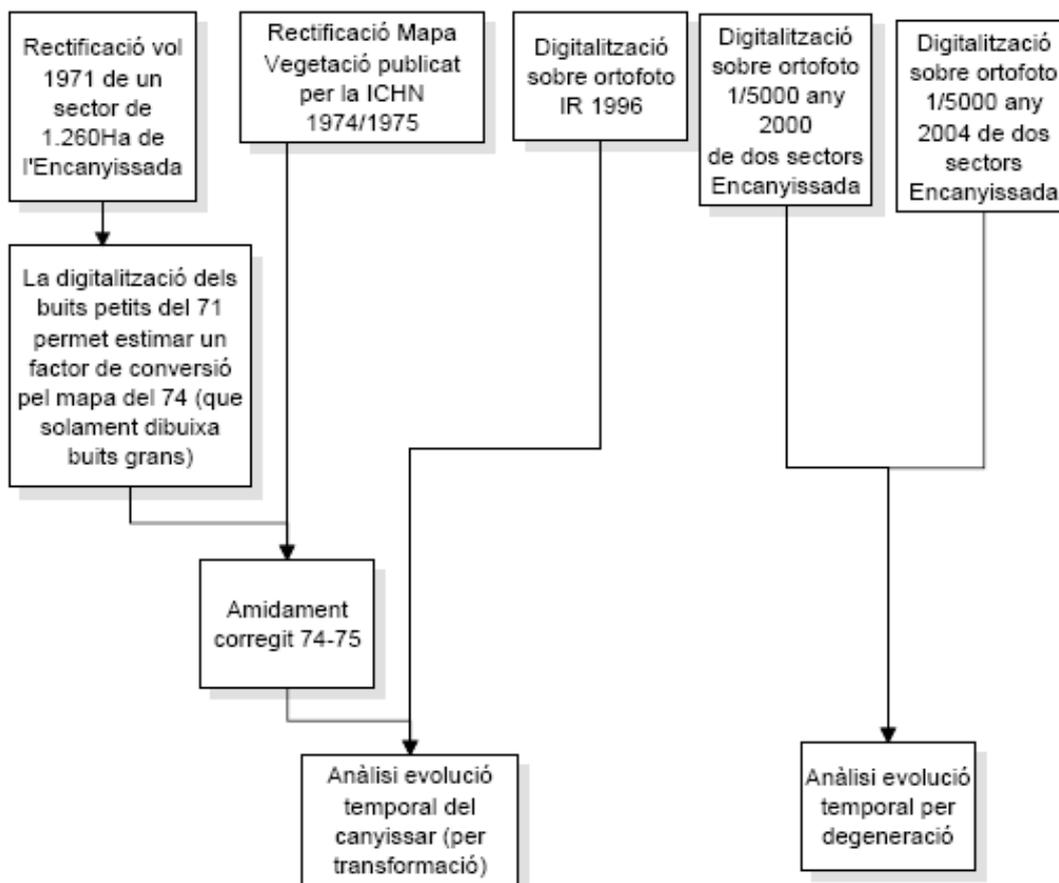 Rectificació vol
1971 de un
sector de
1.260Ha de
l'Encanyissada
Rectificació Mapa
Vegetació publicat
per la ICHN
1974/1975
Digitalització
sobre ortofoto
IR 1996
Digitalització
sobre ortofoto
1/5000 any
2000
de dos sectors
Encanyissada
Digitalització
sobre ortofoto
1/5000 any
2004 de dos
sectors
Encanyissada
La digitalització dels
buits petits del 71
permet estimar un
factor de conversió
pel mapa del 74 (que
solament dibuixa
buits grans)
Amidament
corregit 74-75
Anàlisi evolució
temporal del
canyissar (per
transformació)
Anàlisi evolució
temporal per
degeneració